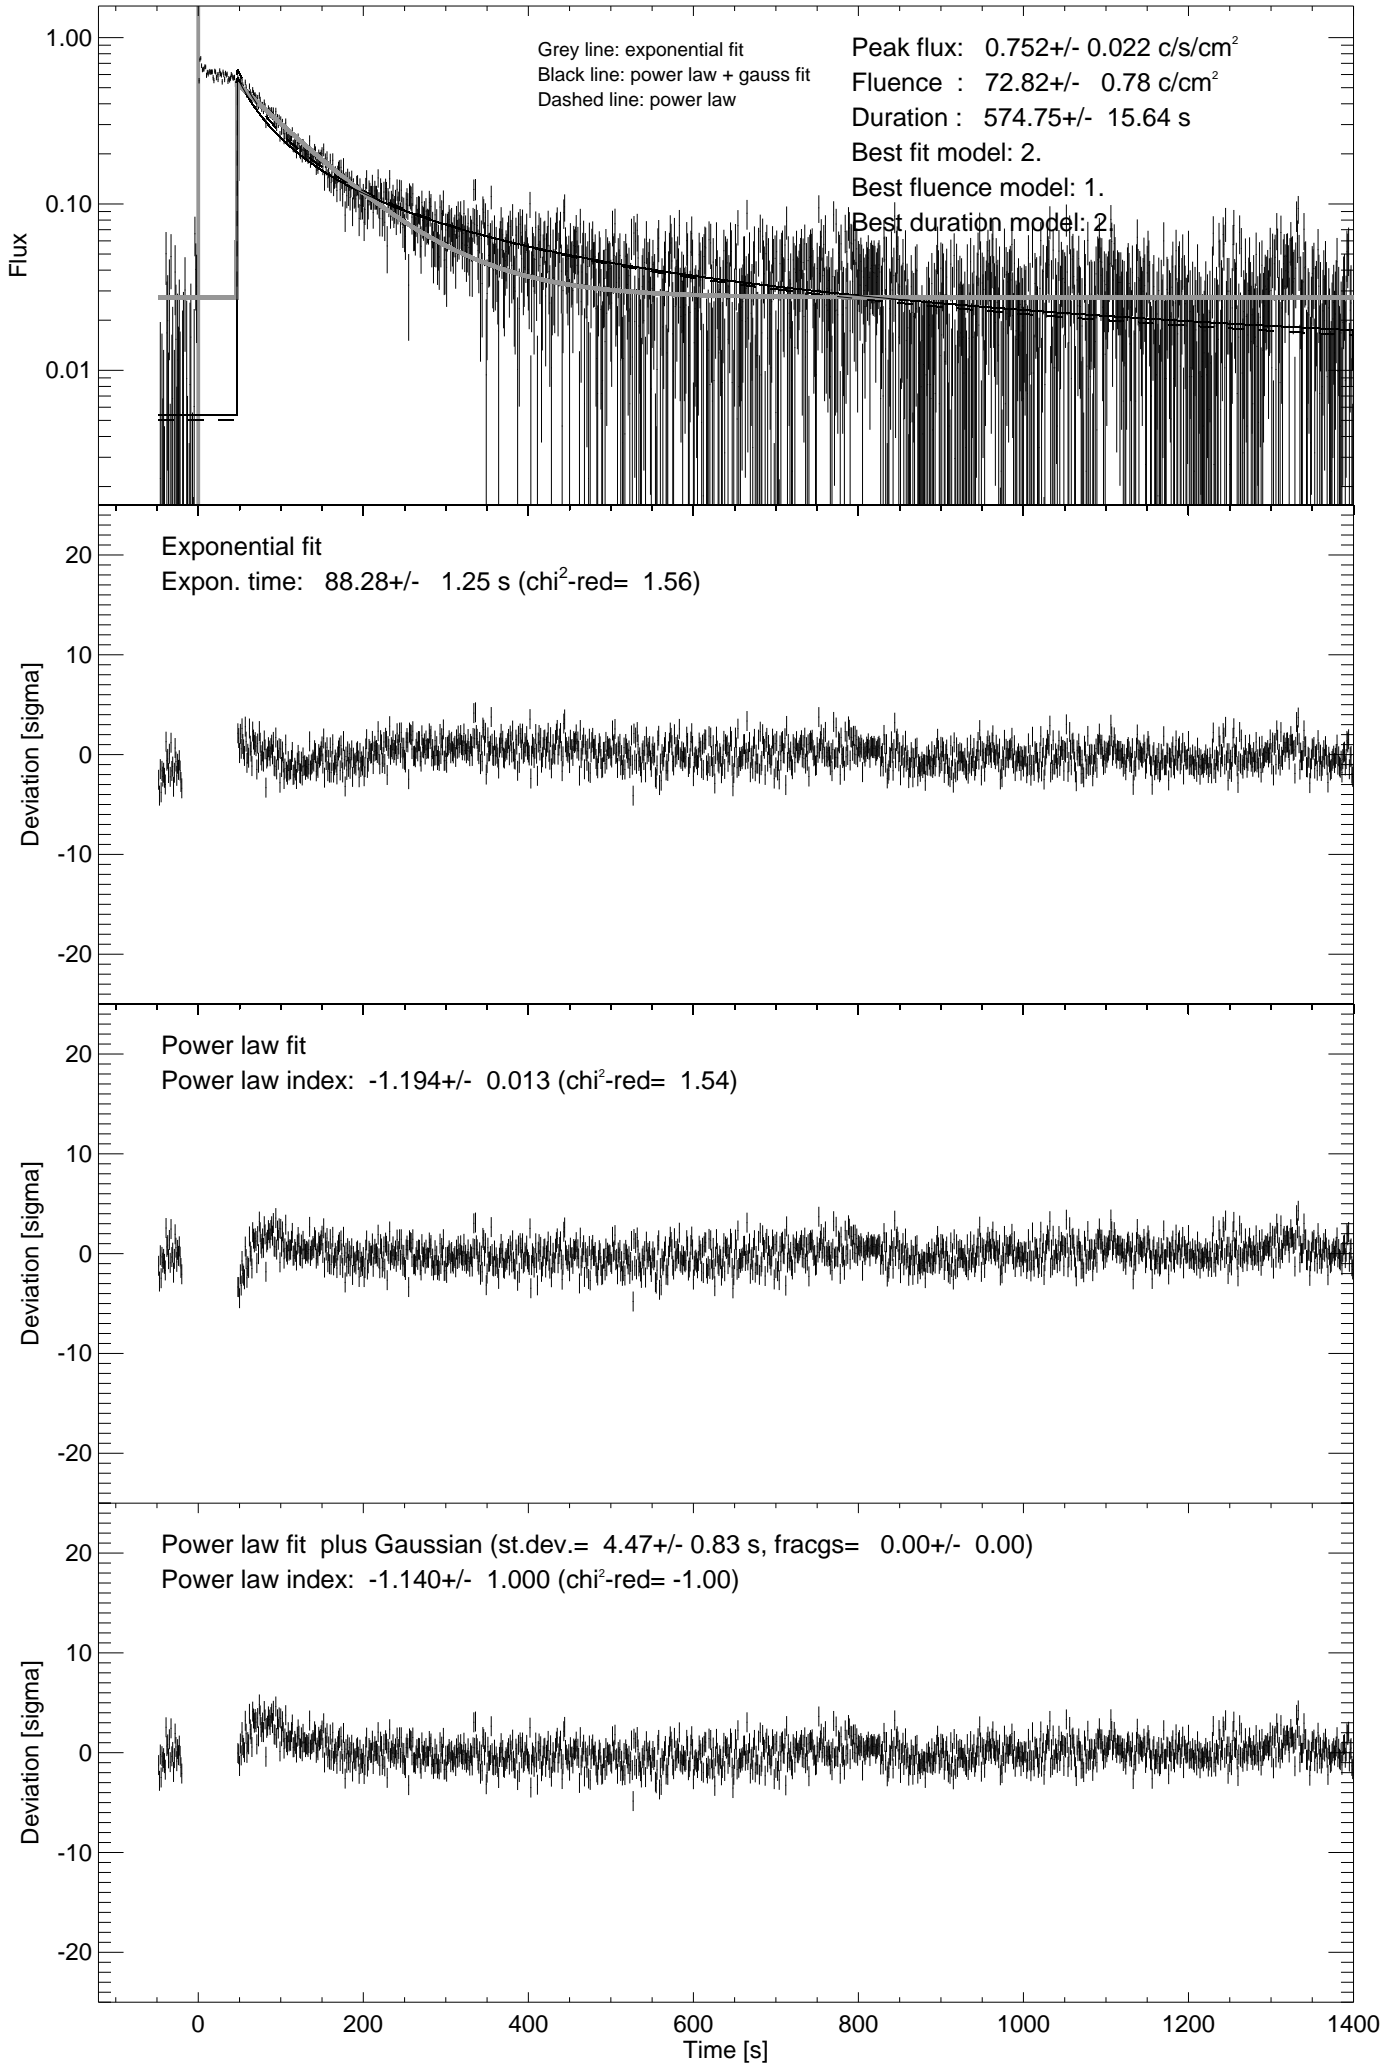 1.00
0.10
0.01
Flux
Grey line: exponential fit
Black line: power law + gauss fit
Dashed line: power law
Peak flux: 0.752+/- 0.022 c/s/cm²
Fluence : 72.82+/- 0.78 c/cm²
Duration : 574.75+/- 15.64 s
Best fit model: 2.
Best fluence model: 1.
Best duration model: 2.
20
10
0
-10
-20
Deviation [sigma]
Exponential fit
Expon. time: 88.28+/- 1.25 s (chi²-red= 1.56)
20
10
0
-10
-20
Deviation [sigma]
Power law fit
Power law index: -1.194+/- 0.013 (chi²-red= 1.54)
20
10
0
-10
-20
Deviation [sigma]
Power law fit plus Gaussian (st.dev.= 4.47+/- 0.83 s, fracgs= 0.00+/- 0.00)
Power law index: -1.140+/- 1.000 (chi²-red= -1.00)
0 200 400 600 800 1000 1200 1400
Time [s]